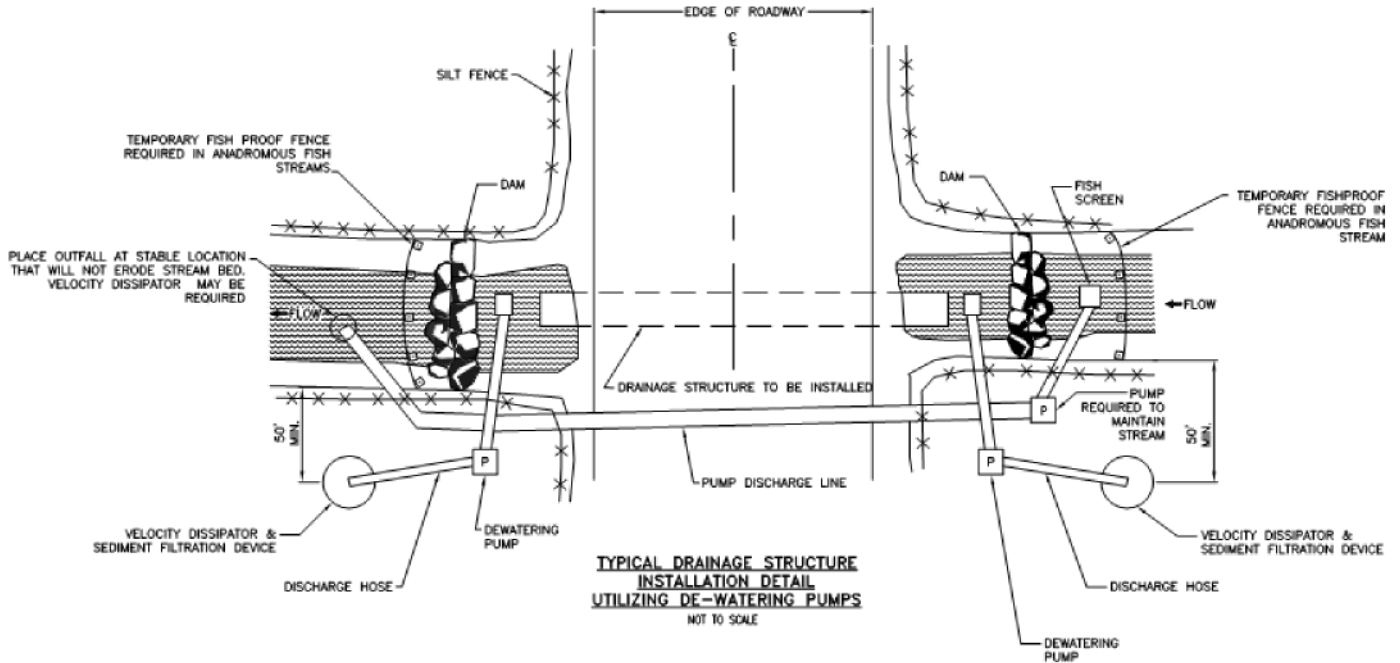 EDGE OF ROADWAY
℄
SILT FENCE
TEMPORARY FISH PROOF FENCE
REQUIRED IN ANADROMOUS FISH
STREAMS
DAM
PLACE OUTFALL AT STABLE LOCATION
THAT WILL NOT ERODE STREAM BED.
VELOCITY DISSIPATOR MAY BE
REQUIRED
FLOW
DAM
FISH
SCREEN
TEMPORARY FISHPROOF
FENCE REQUIRED IN
ANADROMOUS FISH
STREAM
FLOW
DRAINAGE STRUCTURE TO BE INSTALLED
P
PUMP
REQUIRED TO
MAINTAIN
STREAM
50'
MIN.
50'
MIN.
P
P
PUMP DISCHARGE LINE
VELOCITY DISSIPATOR &
SEDIMENT FILTRATION DEVICE
DEWATERING
PUMP
DISCHARGE HOSE
VELOCITY DISSIPATOR &
SEDIMENT FILTRATION DEVICE
DISCHARGE HOSE
DEWATERING
PUMP
TYPICAL DRAINAGE STRUCTURE
INSTALLATION DETAIL
UTILIZING DE-WATERING PUMPS
NOT TO SCALE